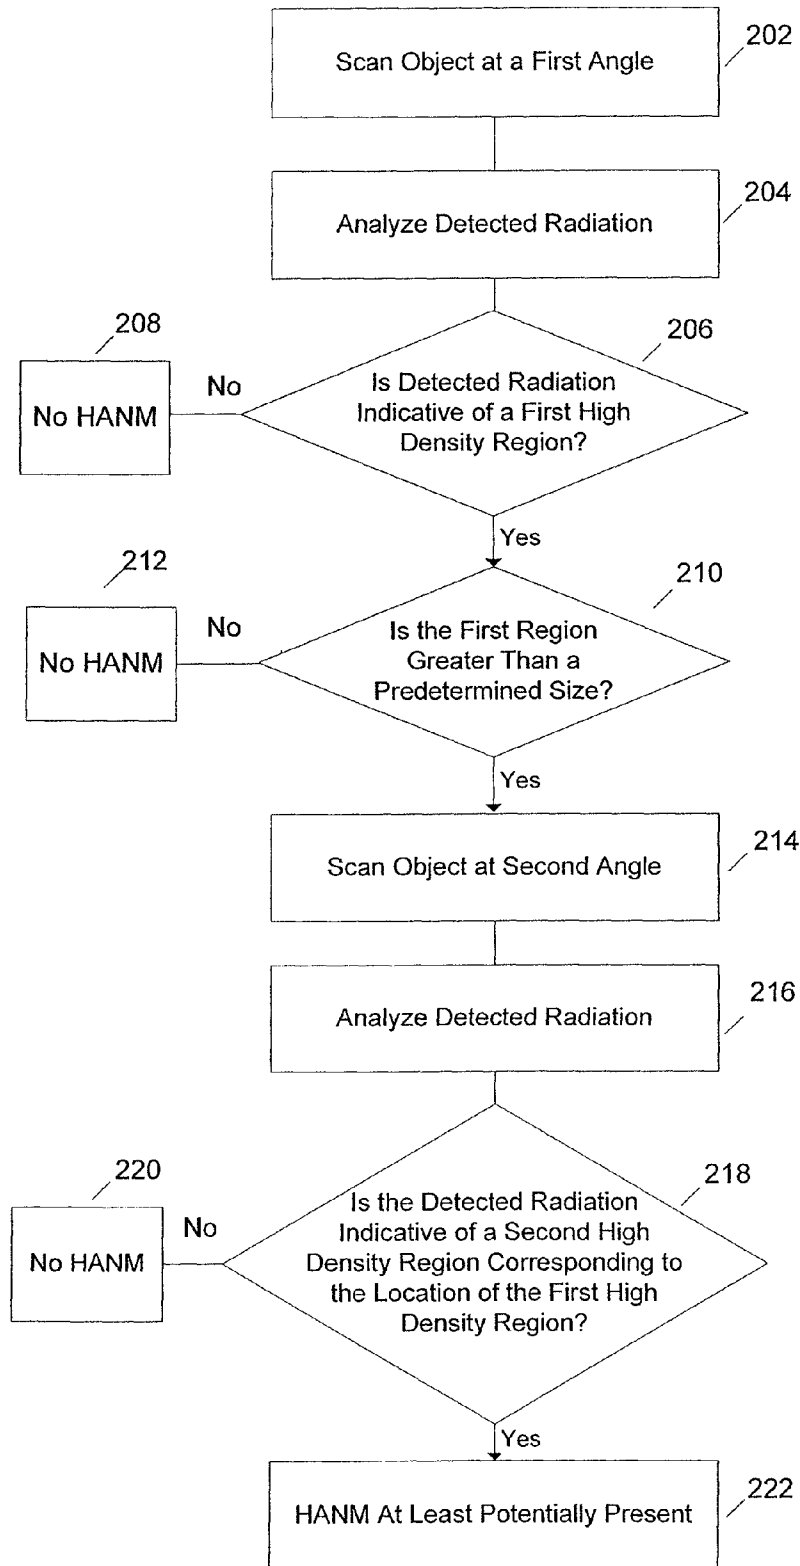 Scan Object at a First Angle
202
Analyze Detected Radiation
204
206
Is Detected Radiation
Indicative of a First High
Density Region?
208
No
No HANM
Yes
210
Is the First Region
Greater Than a
Predetermined Size?
212
No
No HANM
Yes
Scan Object at Second Angle
214
Analyze Detected Radiation
216
218
Is the Detected Radiation
Indicative of a Second High
Density Region Corresponding to
the Location of the First High
Density Region?
220
No
No HANM
Yes
HANM At Least Potentially Present
222